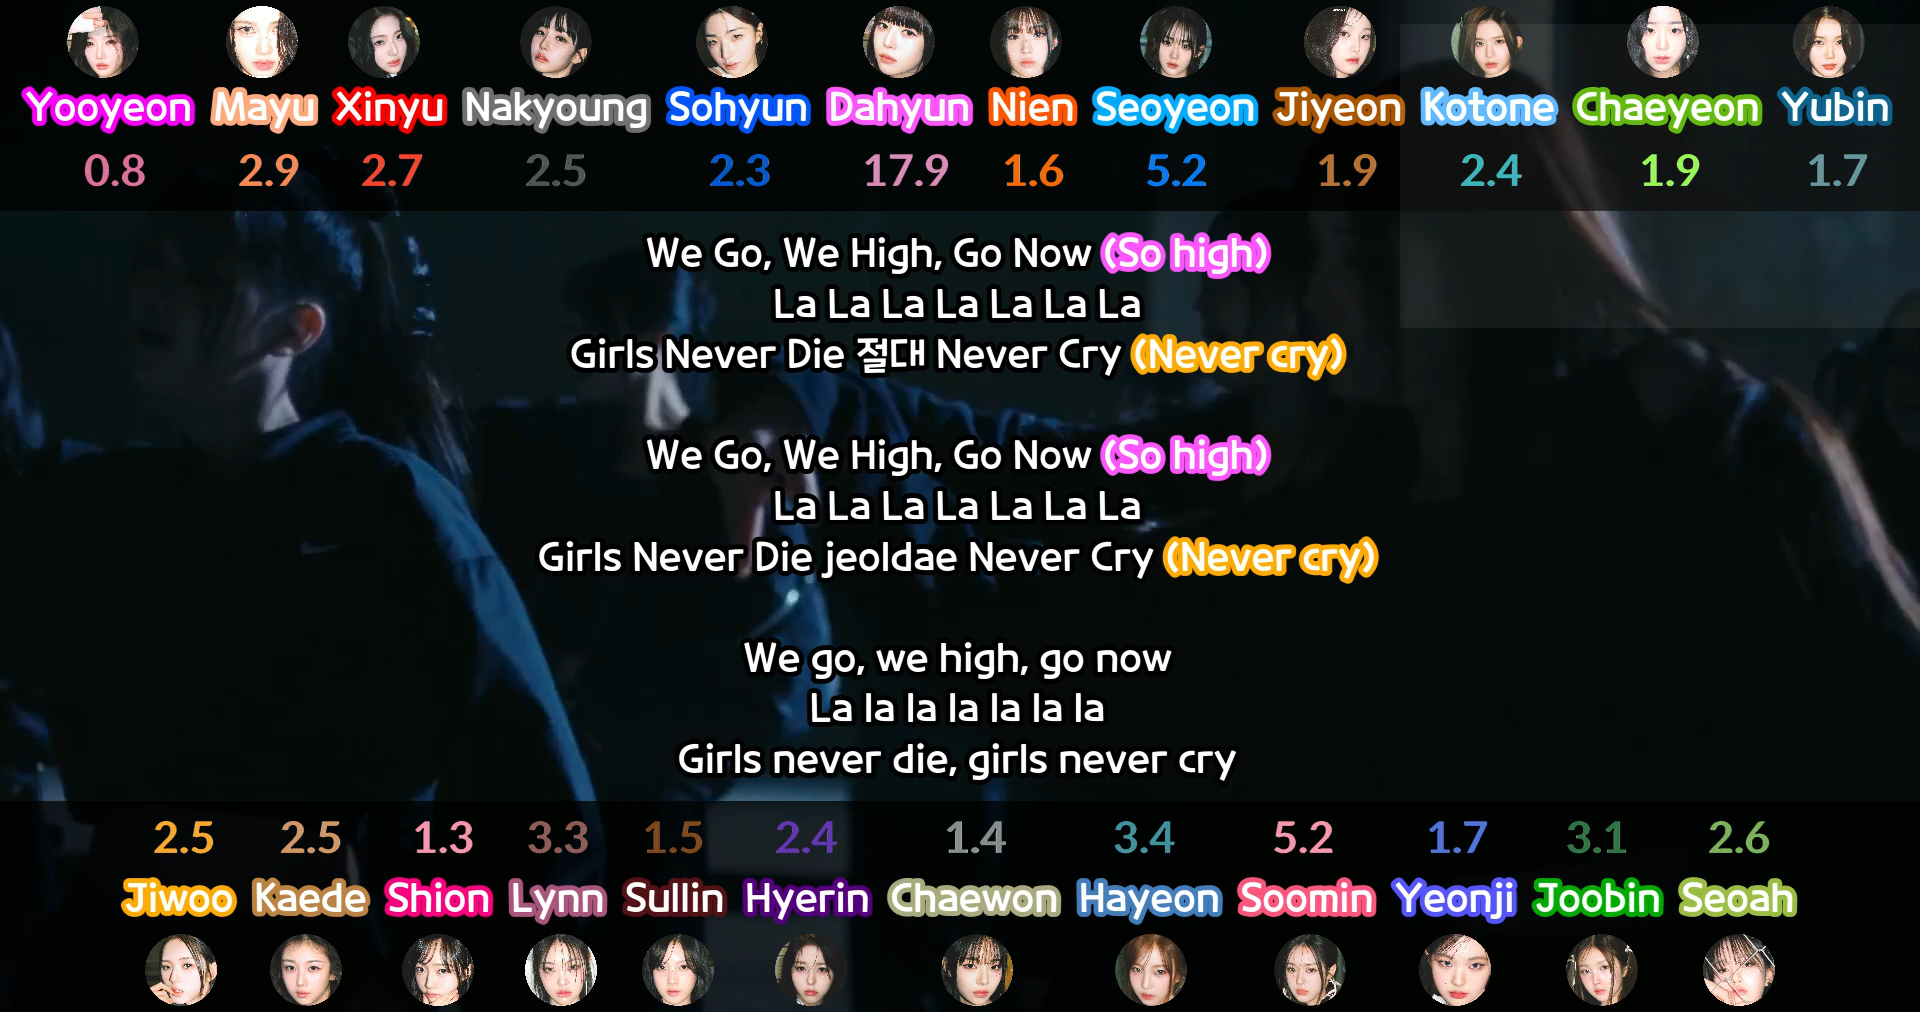 Yooyeon Mayu Xinyu Nakyoung Sohyun Dahyun Nien Seoyeon Jiyeon Kotone Chaeyeon Yubin
0.8 2.9 2.7 2.5 2.3 17.9 1.6 5.2 1.9 2.4 1.9 1.7
We Go, We High, Go Now (So high)
La La La La La La La
Girls Never Die 절대 Never Cry (Never cry)
We Go, We High, Go Now (So high)
La La La La La La La
Girls Never Die jeoldae Never Cry (Never cry)
We go, we high, go now
La la la la la la la
Girls never die, girls never cry
2.5 2.5 1.3 3.3 1.5 2.4 1.4 3.4 5.2 1.7 3.1 2.6
Jiwoo Kaede Shion Lynn Sullin Hyerin Chaewon Hayeon Soomin Yeonji Joobin Seoah